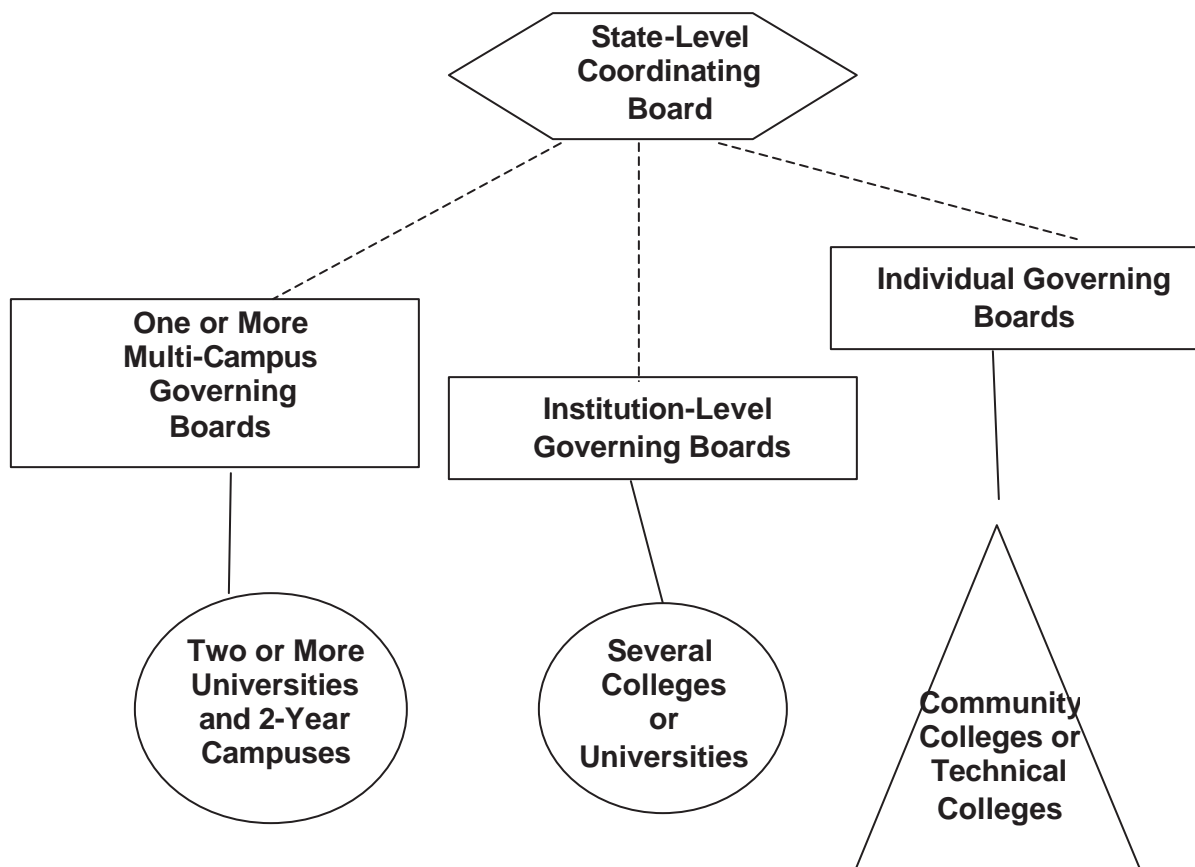 State-Level
Coordinating
Board
Individual Governing
Boards
One or More
Multi-Campus
Governing
Boards
Institution-Level
Governing Boards
Two or More
Universities
and 2-Year
Campuses
Several
Colleges
or
Universities
Community
Colleges or
Technical
Colleges